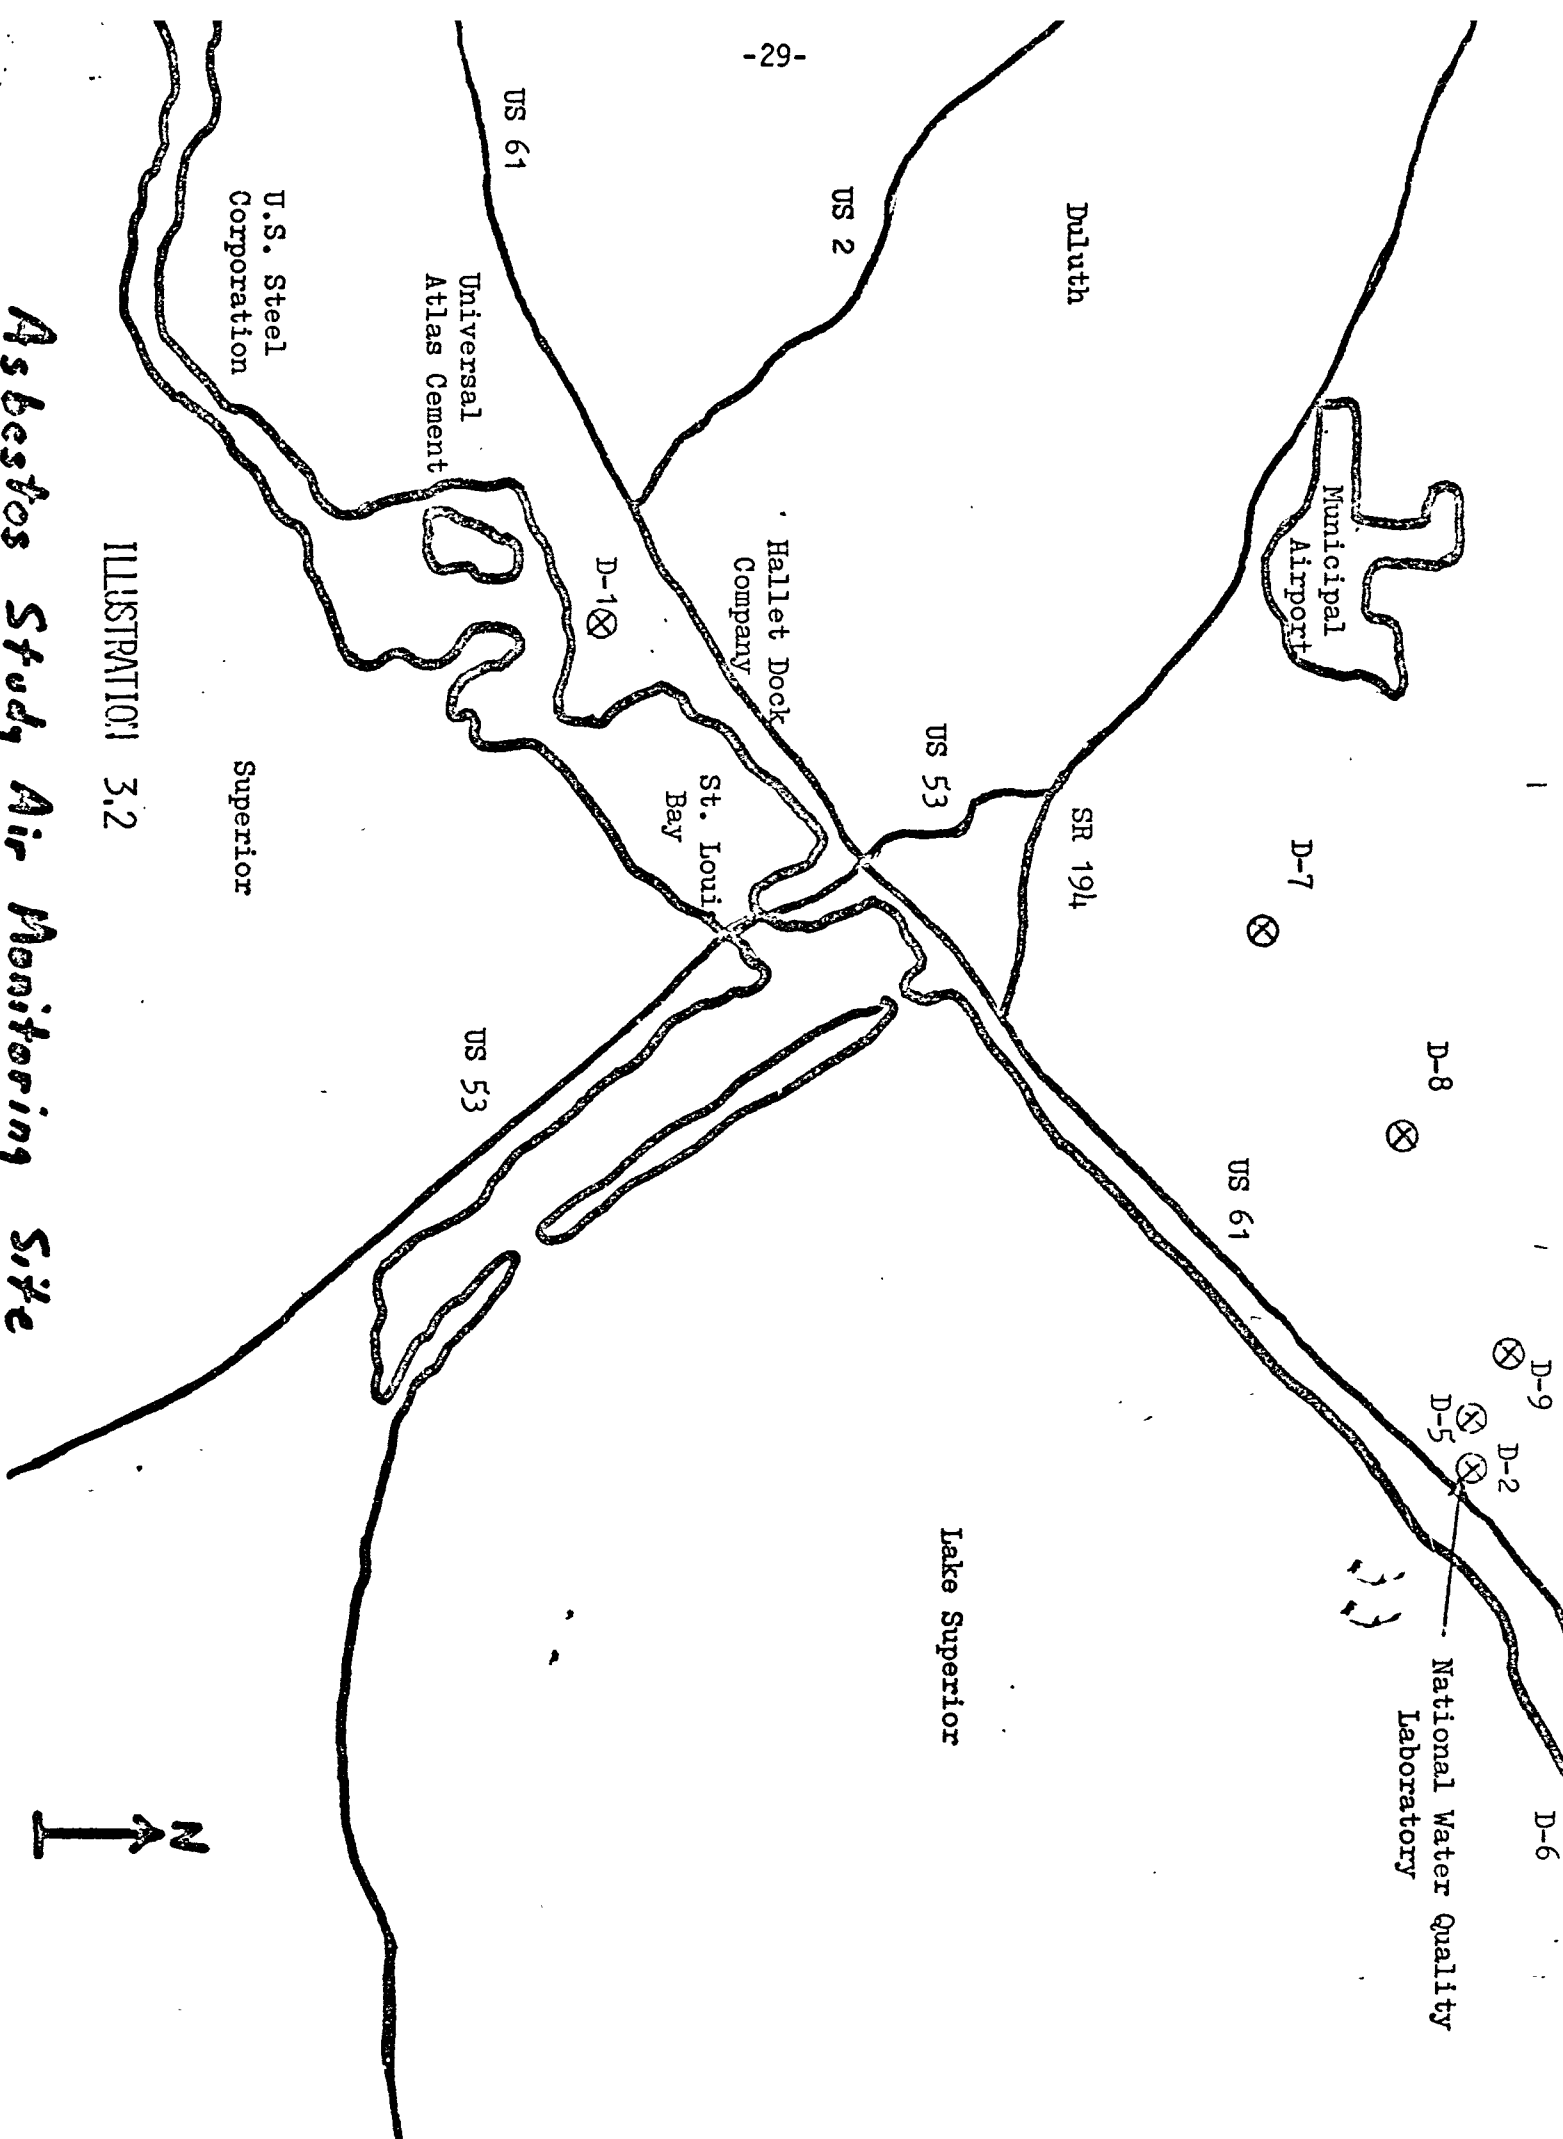 -29-
D-6
D-9
D-2
D-5
National Water Quality
Laboratory
D-8
D-7
Municipal
Airport
US 61
SR 194
Duluth
US 53
Lake Superior
US 2
Hallet Dock
Company
St. Loui
Bay
D-1
US 61
Universal
Atlas Cement
US 53
U.S. Steel
Corporation
Superior
N
ILLUSTRATION 3.2
Asbestos Study Air Monitoring Site